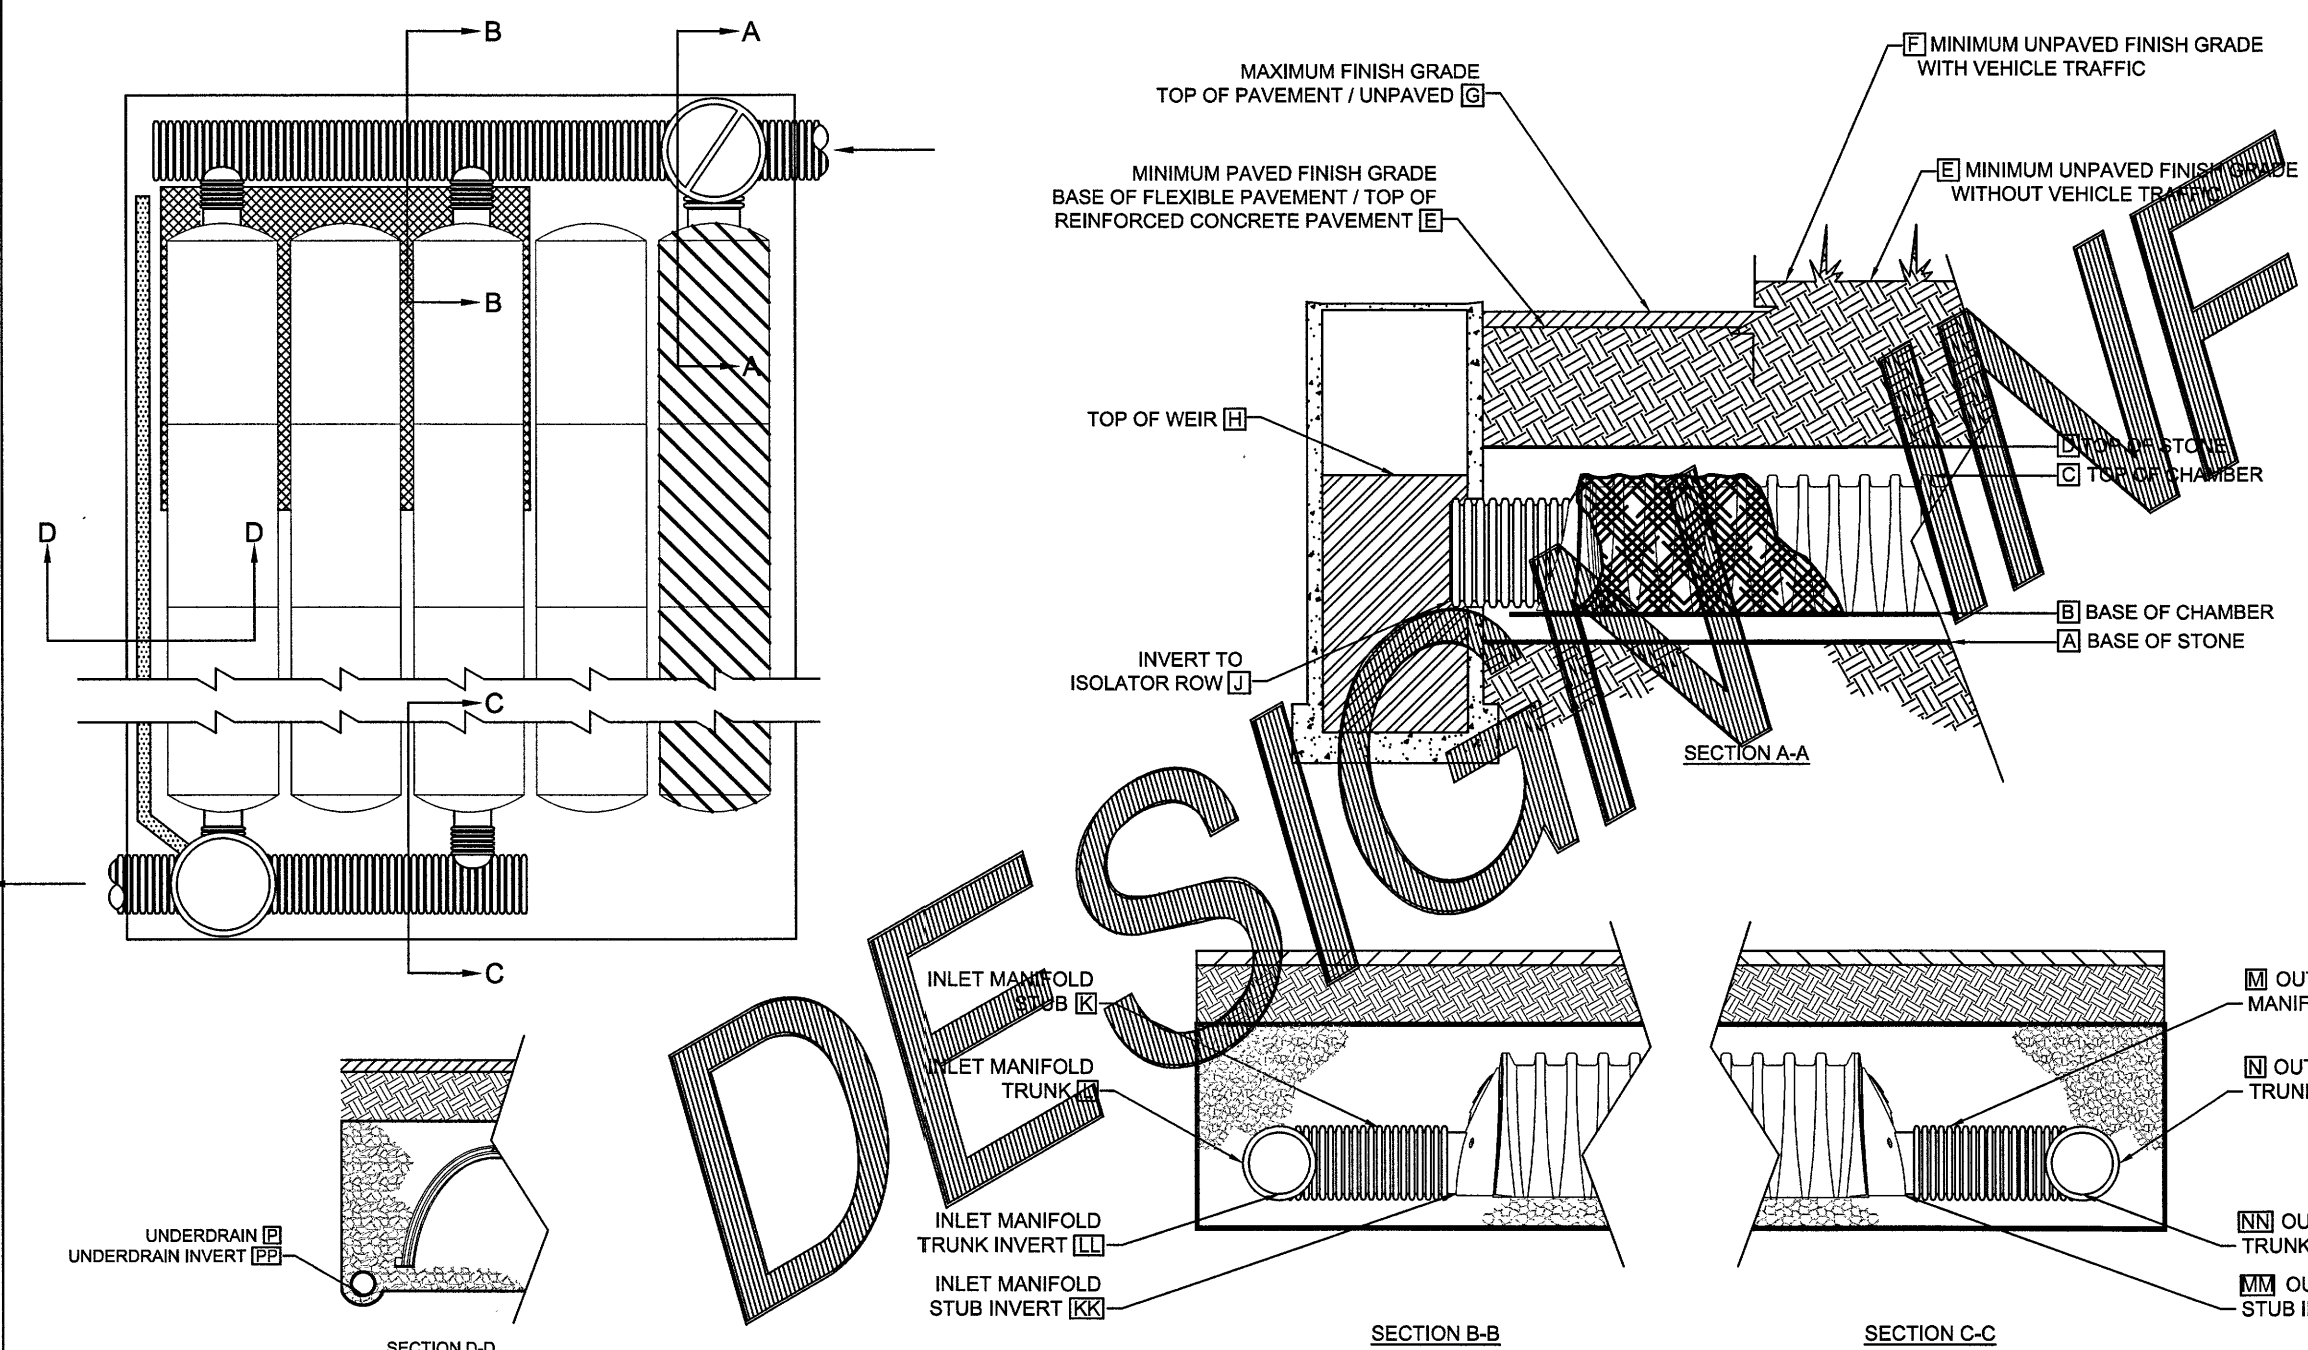 B
A
B
A
D
D
C
C
F MINIMUM UNPAVED FINISH GRADE
WITH VEHICLE TRAFFIC
MAXIMUM FINISH GRADE
TOP OF PAVEMENT / UNPAVED G
MINIMUM PAVED FINISH GRADE
BASE OF FLEXIBLE PAVEMENT / TOP OF
REINFORCED CONCRETE PAVEMENT E
E MINIMUM UNPAVED FINISH GRADE
WITHOUT VEHICLE TRAFFIC
TOP OF WEIR H
D TOP OF STONE
C TOP OF CHAMBER
B BASE OF CHAMBER
A BASE OF STONE
INVERT TO
ISOLATOR ROW J
SECTION A-A
DESIGN INF
INLET MANIFOLD
STUB K
INLET MANIFOLD
TRUNK L
INLET MANIFOLD
TRUNK INVERT LL
INLET MANIFOLD
STUB INVERT KK
SECTION B-B
M OUT
MANIF
N OUT
TRUNK
NN OU
TRUNK
MM OU
STUB I
SECTION C-C
UNDERDRAIN P
UNDERDRAIN INVERT PP
SECTION D-D